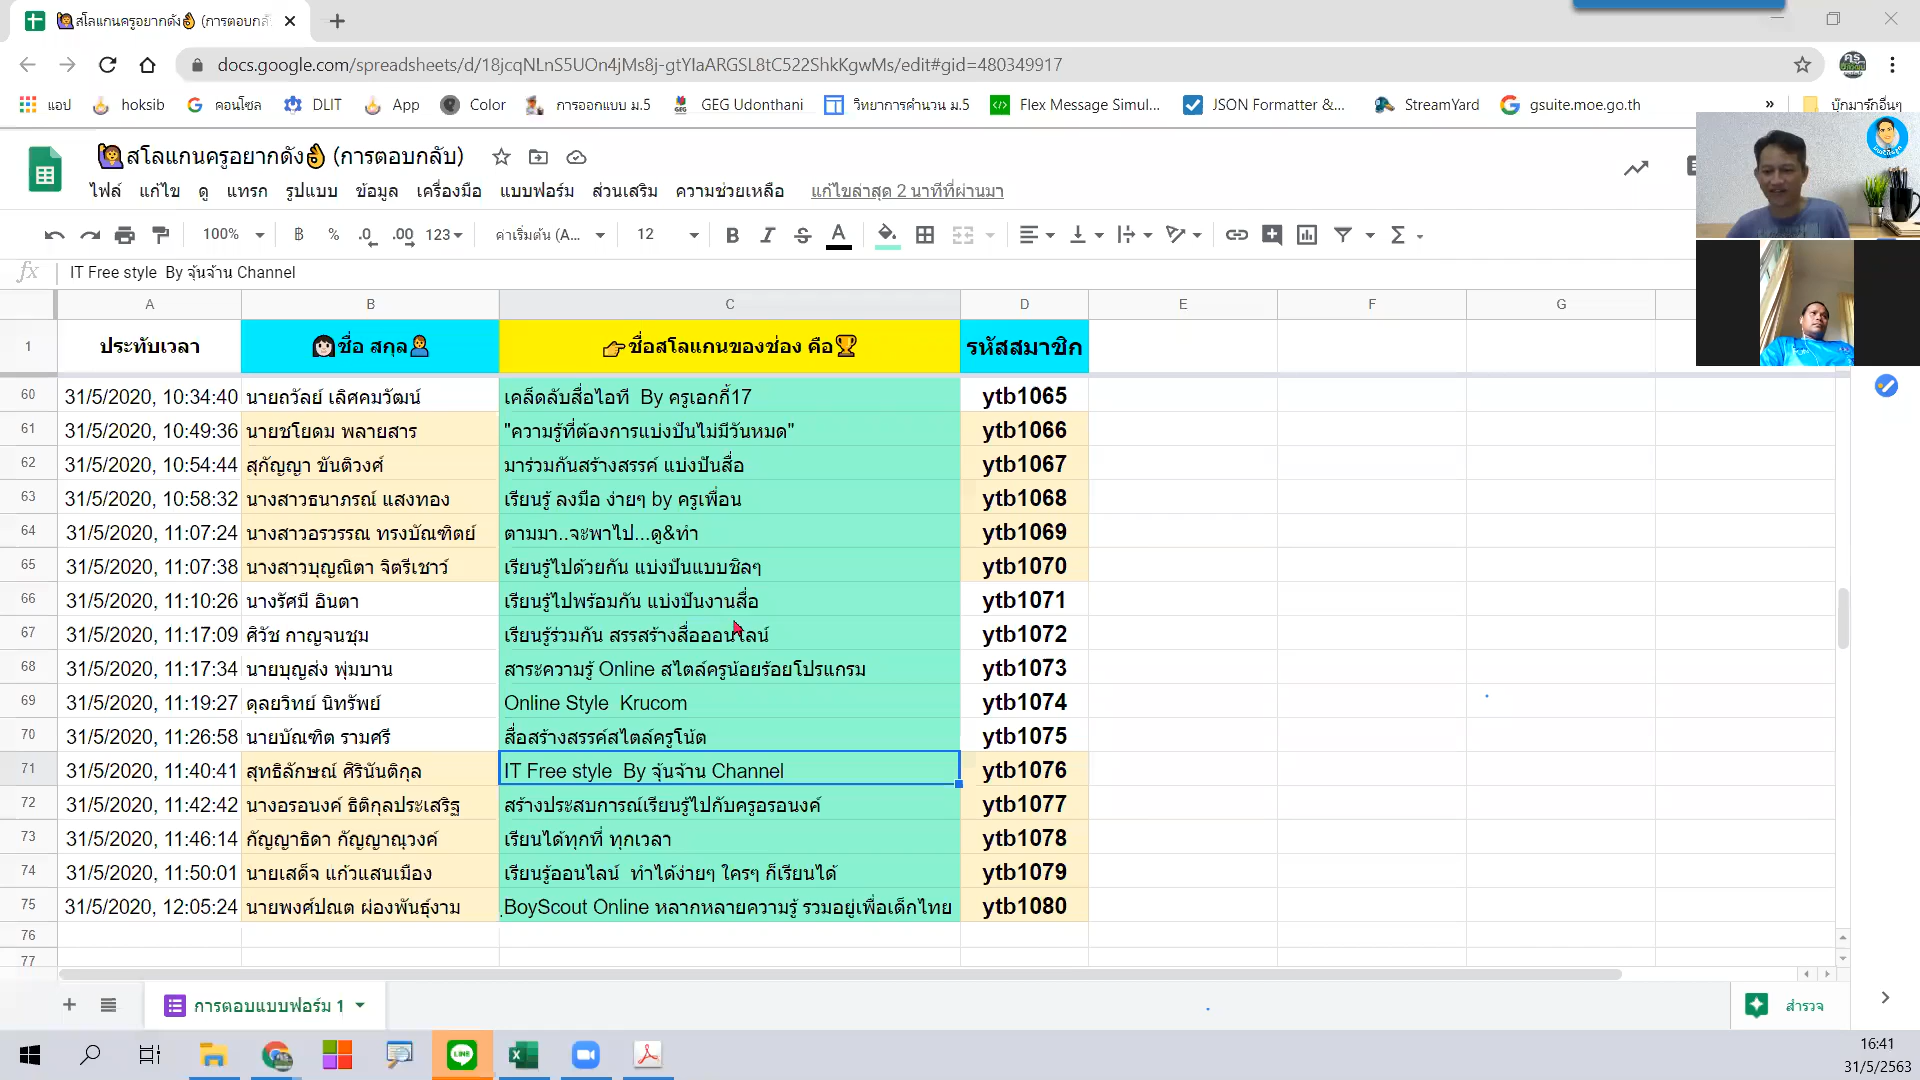 🙋สโลแกนครูอยากดัง👌 (การตอบกลั
docs.google.com/spreadsheets/d/18jcqNLnS5UOn4jMs8j-gtYIaARGSL8tC522ShkKgwMs/edit#gid=480349917
แอป hoksib คอนโซล DLIT App Color การออกแบบ ม.5 GEG Udonthani วิทยาการคำนวน ม.5 Flex Message Simul... JSON Formatter &... StreamYard gsuite.moe.go.th » บุ๊กมาร์กอื่นๆ
🙋สโลแกนครูอยากดัง👌 (การตอบกลับ)
ไฟล์ แก้ไข ดู แทรก รูปแบบ ข้อมูล เครื่องมือ แบบฟอร์ม ส่วนเสริม ความช่วยเหลือ แก้ไขล่าสุด 2 นาทีที่ผ่านมา
100% ฿ % .0 .00 123 ค่าเริ่มต้น (A... 12 B I S A Σ
fx IT Free style  By จุ้นจ้าน Channel
A B C D E F G
1 ประทับเวลา 👩🏻ชื่อ สกุล👨 👉ชื่อสโลแกนของช่อง คือ🏆 รหัสสมาชิก
60 31/5/2020, 10:34:40 นายถวัลย์ เลิศคมวัฒน์ เคล็ดลับสื่อไอที  By ครูเอกกี้17 ytb1065
61 31/5/2020, 10:49:36 นายชโยดม พลายสาร "ความรู้ที่ต้องการแบ่งปันไม่มีวันหมด" ytb1066
62 31/5/2020, 10:54:44 สุกัญญา ขันติวงศ์ มาร่วมกันสร้างสรรค์ แบ่งปันสื่อ ytb1067
63 31/5/2020, 10:58:32 นางสาวธนาภรณ์ แสงทอง เรียนรู้ ลงมือ ง่ายๆ by ครูเพื่อน ytb1068
64 31/5/2020, 11:07:24 นางสาวอรวรรณ ทรงบัณฑิตย์ ตามมา..จะพาไป...ดู&ทำ ytb1069
65 31/5/2020, 11:07:38 นางสาวบุญณิตา จิตรีเชาว์ เรียนรู้ไปด้วยกัน แบ่งปันแบบชิลๆ ytb1070
66 31/5/2020, 11:10:26 นางรัศมี อินตา เรียนรู้ไปพร้อมกัน แบ่งปันงานสื่อ ytb1071
67 31/5/2020, 11:17:09 ศิวัช กาญจนชุม เรียนรู้ร่วมกัน สรรสร้างสื่อออนไลน์ ytb1072
68 31/5/2020, 11:17:34 นายบุญส่ง พุ่มบาน สาระความรู้ Online สไตล์ครูน้อยร้อยโปรแกรม ytb1073
69 31/5/2020, 11:19:27 ดุลยวิทย์ นิทรัพย์ Online Style  Krucom ytb1074
70 31/5/2020, 11:26:58 นายบัณฑิต รามศรี สื่อสร้างสรรค์สไตล์ครูโน้ต ytb1075
71 31/5/2020, 11:40:41 สุทธิลักษณ์ ศิรินันติกุล IT Free style  By จุ้นจ้าน Channel ytb1076
72 31/5/2020, 11:42:42 นางอรอนงค์ ธิติกุลประเสริฐ สร้างประสบการณ์เรียนรู้ไปกับครูอรอนงค์ ytb1077
73 31/5/2020, 11:46:14 กัญญาธิดา กัญญาณุวงค์ เรียนได้ทุกที่ ทุกเวลา ytb1078
74 31/5/2020, 11:50:01 นายเสด็จ แก้วแสนเมือง เรียนรู้ออนไลน์  ทำได้ง่ายๆ ใครๆ ก็เรียนได้ ytb1079
75 31/5/2020, 12:05:24 นายพงศ์ปณต ผ่องพันธุ์งาม BoyScout Online หลากหลายความรู้ รวมอยู่เพื่อเด็กไทย ytb1080
76
77
การตอบแบบฟอร์ม 1 สำรวจ
16:41
31/5/2563